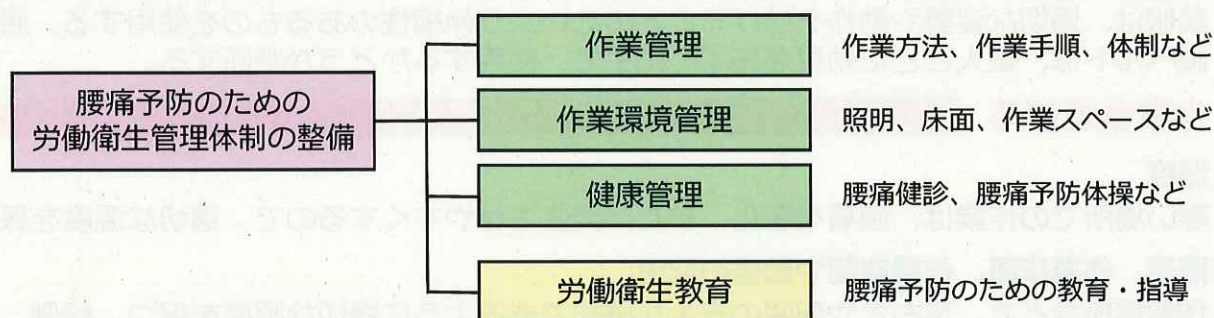 腰痛予防のための
労働衛生管理体制の整備
作業管理 作業方法、作業手順、体制など
作業環境管理 照明、床面、作業スペースなど
健康管理 腰痛健診、腰痛予防体操など
労働衛生教育 腰痛予防のための教育・指導